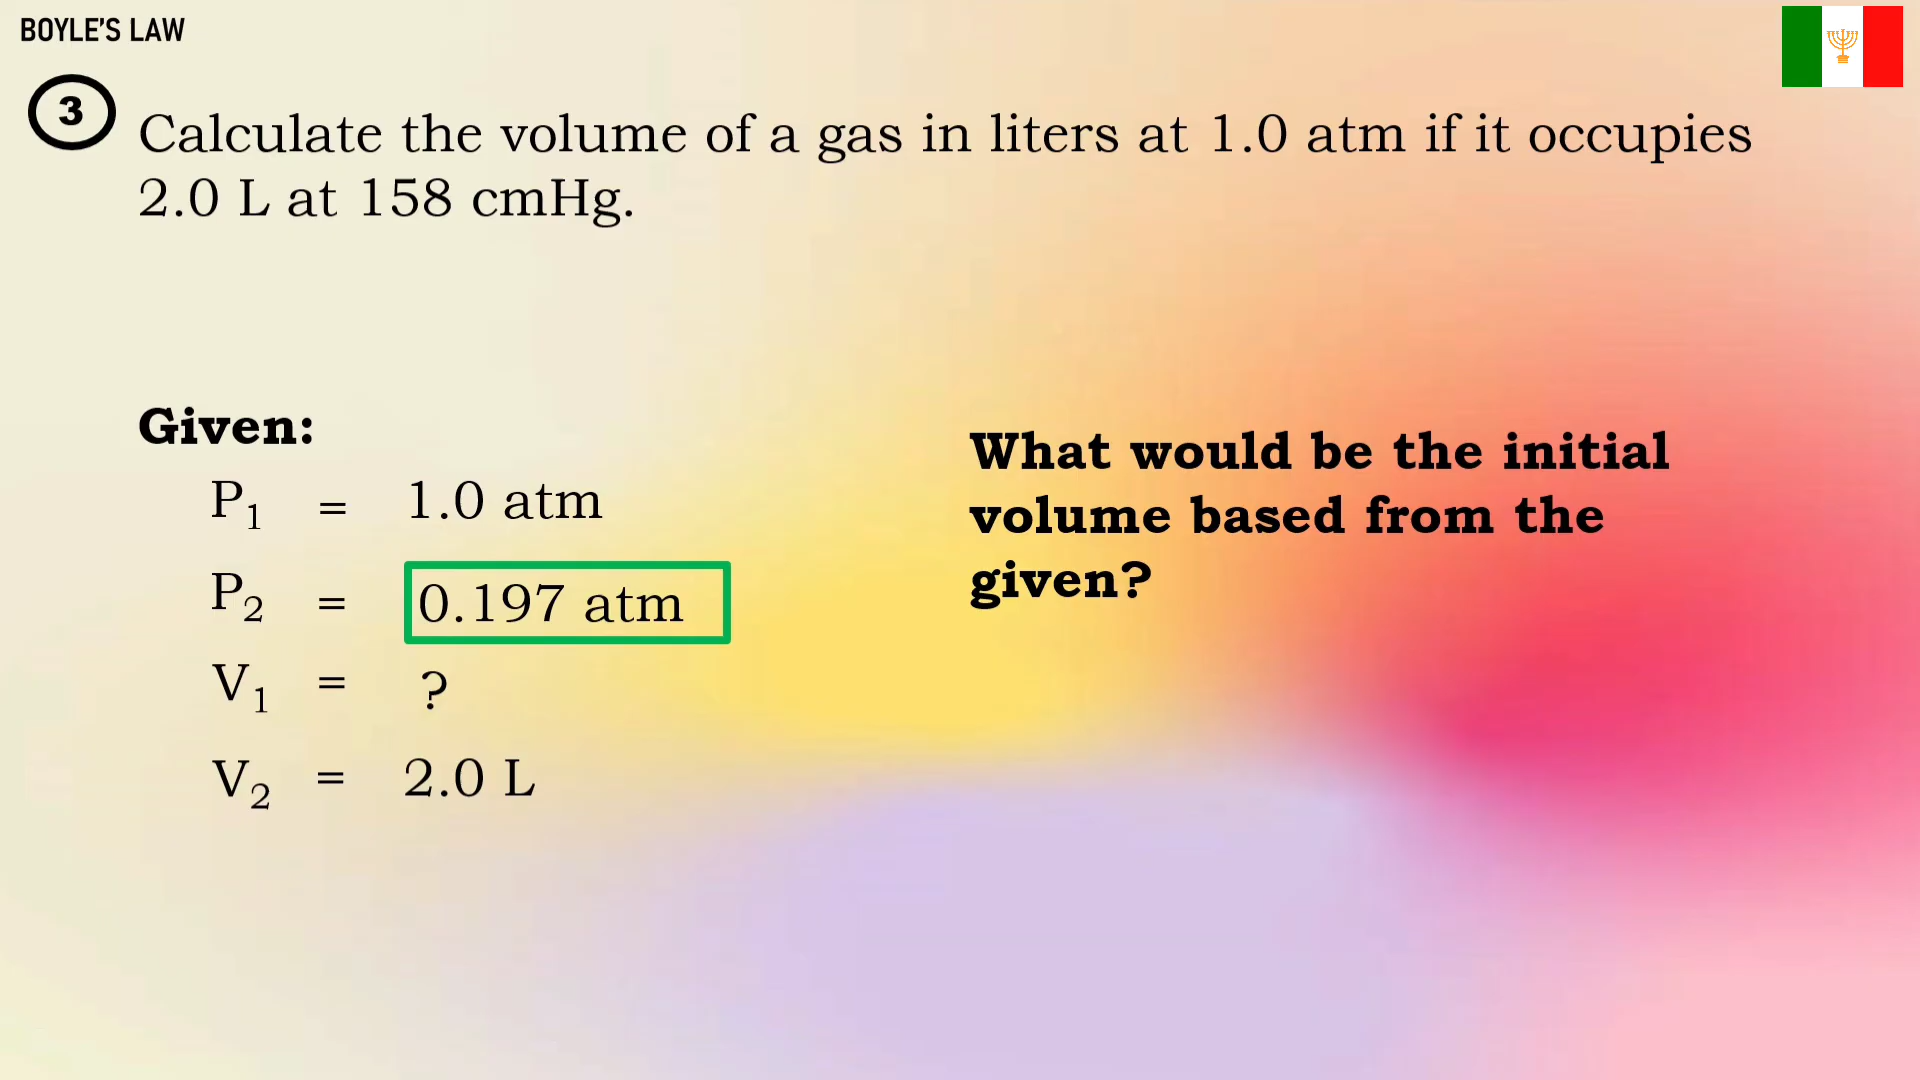 BOYLE'S LAW
3
Calculate the volume of a gas in liters at 1.0 atm if it occupies
2.0 L at 158 cmHg.
Given:
P₁ = 1.0 atm
P₂ = 0.197 atm
V₁ = ?
V₂ = 2.0 L
What would be the initial
volume based from the
given?